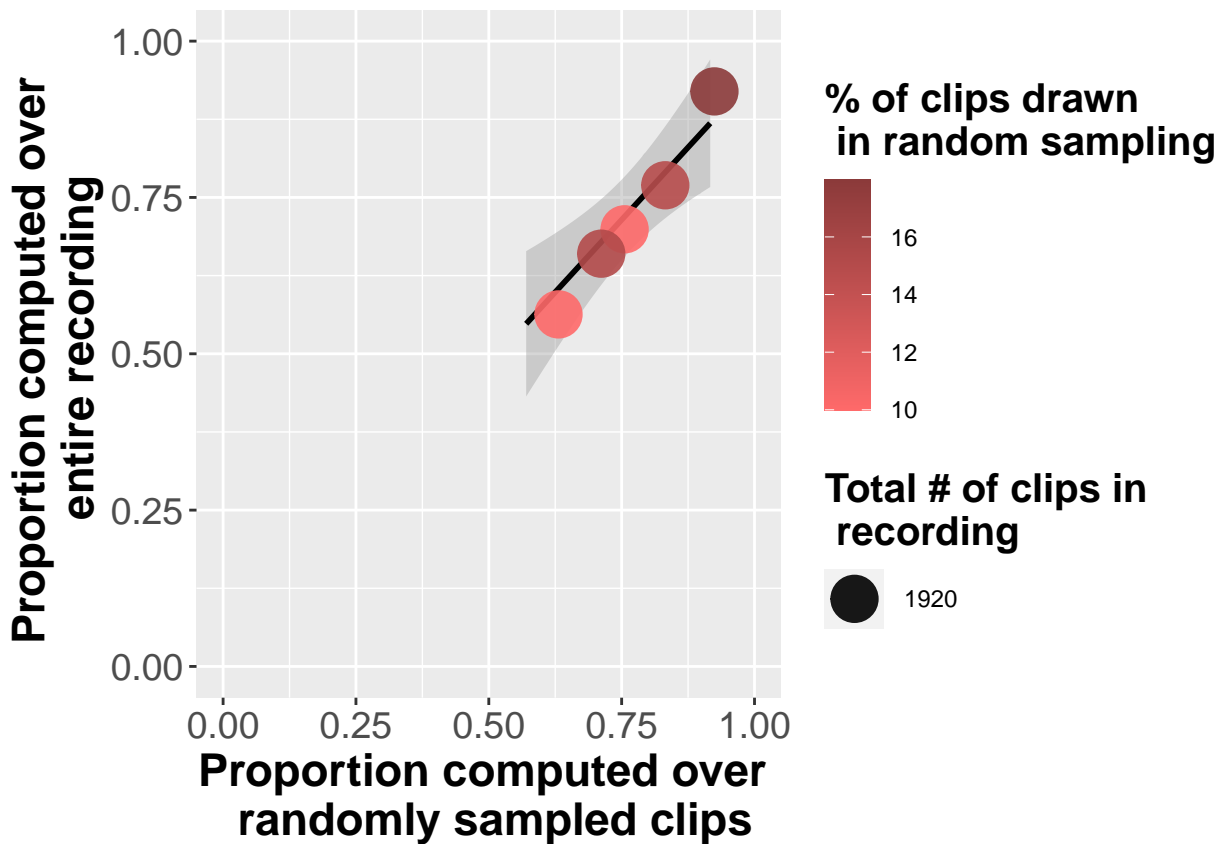 Proportion computed over
entire recording
1.00
0.75
0.50
0.25
0.00
0.00 0.25 0.50 0.75 1.00
Proportion computed over
randomly sampled clips
% of clips drawn
in random sampling
16
14
12
10
Total # of clips in
recording
1920